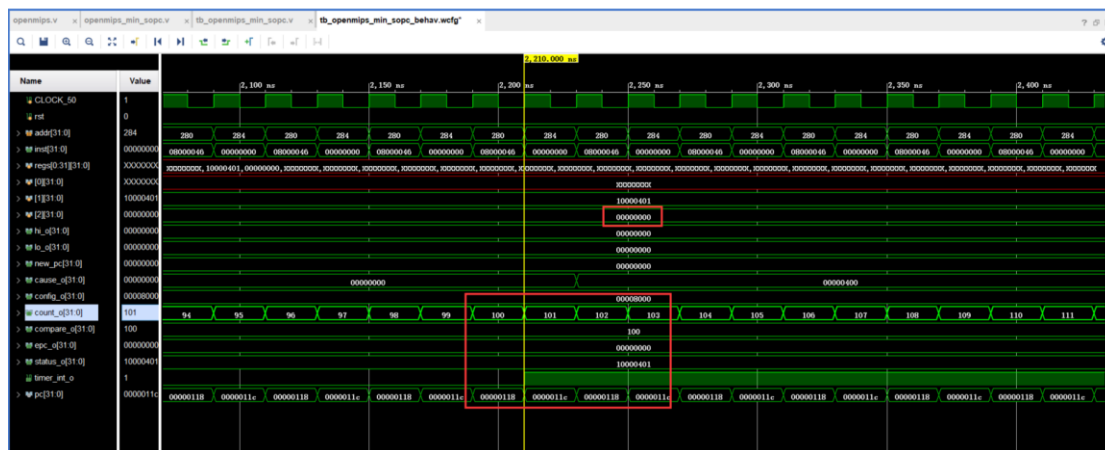 openmips.v × openmips_min_sopc.v × tb_openmips_min_sopc.v × tb_openmips_min_sopc_behav.wcfg* ×
2,210,000 ns
Name Value 2,100 ns 2,150 ns 2,200 ns 2,250 ns 2,300 ns 2,350 ns 2,400 ns
CLOCK_50 1
rst 0
addr[31:0] 284 280 284 280 284 280 284 280 284 280 284 280 284 280 284 280 284 280 284
inst[31:0] 00000000 08000046 00000000 08000046 00000000 08000046 00000000 08000046 00000000 08000046 00000000 08000046 00000000 08000046 00000000 08000046 00000000 08000046 00000000
regs[0:31][31:0] XXXXXXXX
[0][31:0] XXXXXXXX XXXXXXXX
[1][31:0] 10000401 10000401
[2][31:0] 00000000 00000000
hi_o[31:0] 00000000 00000000
lo_o[31:0] 00000000 00000000
new_pc[31:0] 00000000 00000000
cause_o[31:0] 00000000 00000000 00000400
config_o[31:0] 00008000 00008000
count_o[31:0] 101 94 95 96 97 98 99 100 101 102 103 104 105 106 107 108 109 110 111
compare_o[31:0] 100 100
epc_o[31:0] 00000000 00000000
status_o[31:0] 10000401 10000401
timer_int_o 1
pc[31:0] 0000011c 00000118 0000011c 00000118 0000011c 00000118 0000011c 00000118 0000011c 00000118 0000011c 00000118 0000011c 00000118 0000011c 00000118 0000011c 00000118 0000011c